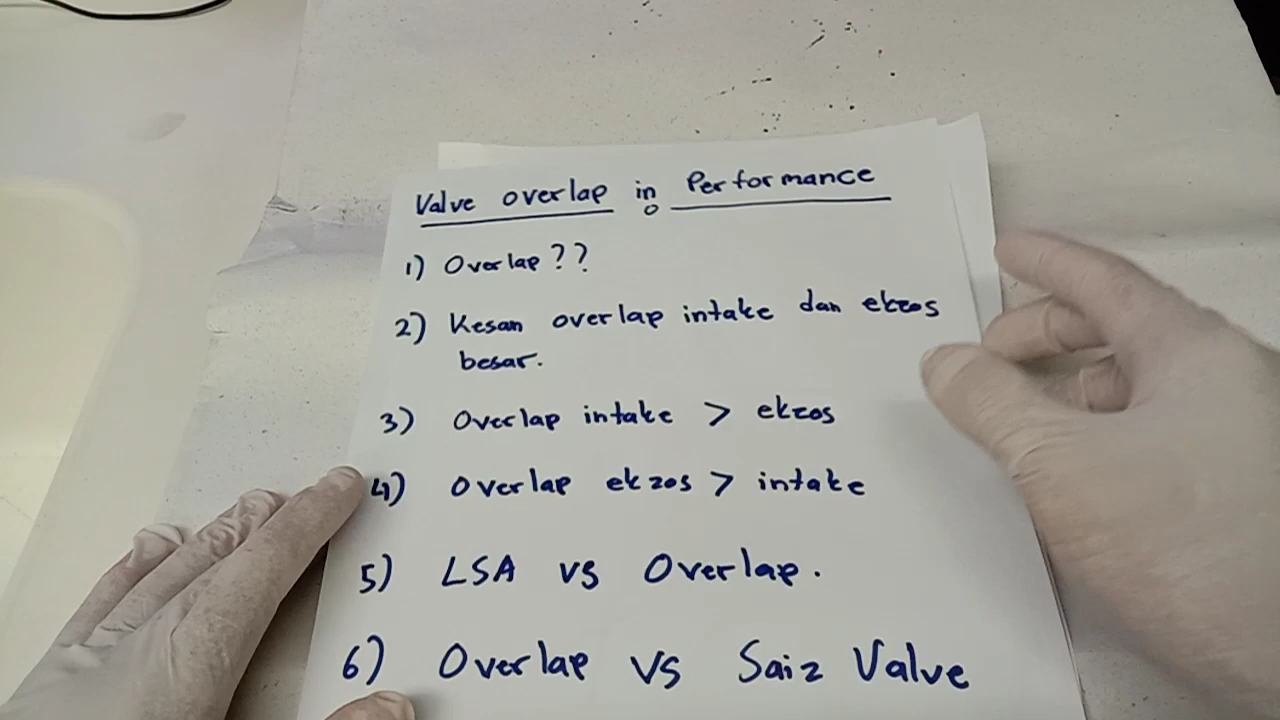 Valve overlap in Performance
1) Overlap ??
2) Kesan overlap intake dan ekzos
besar.
3) Overlap intake > ekzos
4) Overlap ekzos > intake
5) LSA vs Overlap.
6) Overlap vs Saiz Valve